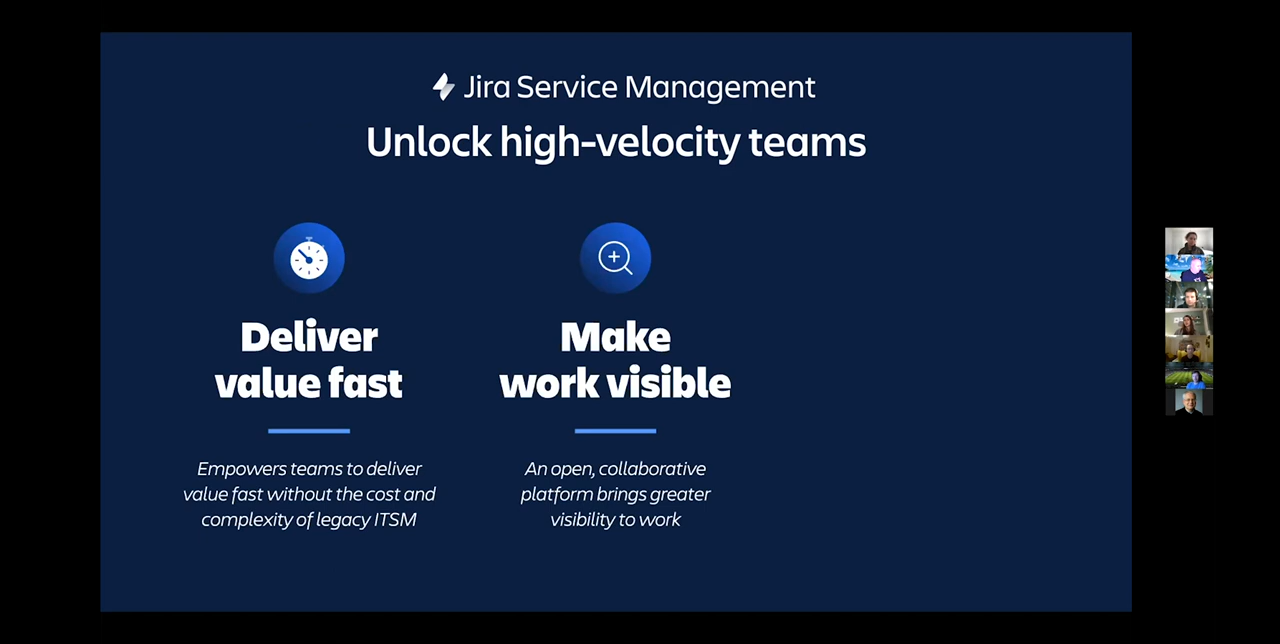 Jira Service Management
Unlock high-velocity teams
Deliver
value fast
Empowers teams to deliver
value fast without the cost and
complexity of legacy ITSM
Make
work visible
An open, collaborative
platform brings greater
visibility to work